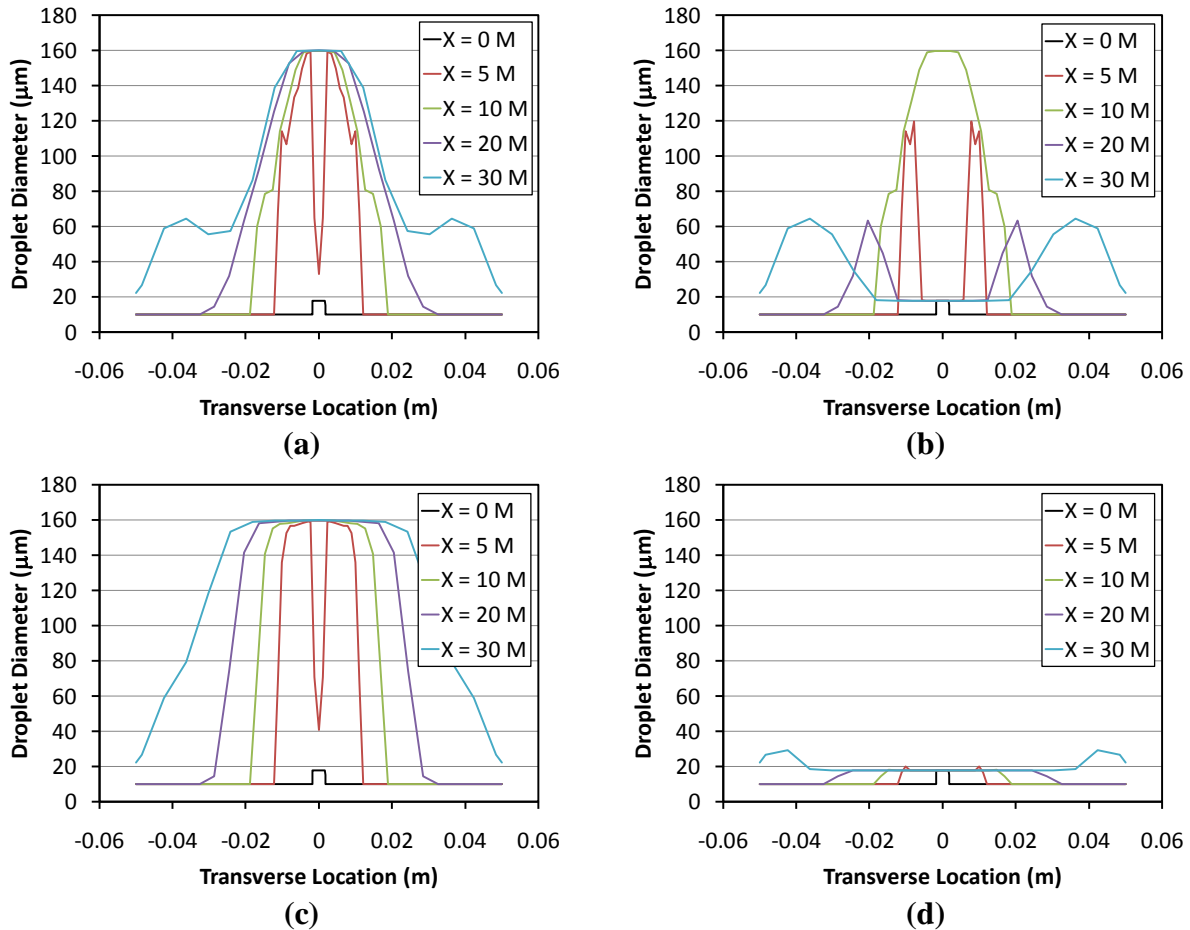 180
160
140
120
100
80
60
40
20
0
Droplet Diameter (μm)
X = 0 M
X = 5 M
X = 10 M
X = 20 M
X = 30 M
-0.06 -0.04 -0.02 0 0.02 0.04 0.06
Transverse Location (m)
(a)
180
160
140
120
100
80
60
40
20
0
Droplet Diameter (μm)
X = 0 M
X = 5 M
X = 10 M
X = 20 M
X = 30 M
-0.06 -0.04 -0.02 0 0.02 0.04 0.06
Transverse Location (m)
(b)
180
160
140
120
100
80
60
40
20
0
Droplet Diameter (μm)
X = 0 M
X = 5 M
X = 10 M
X = 20 M
X = 30 M
-0.06 -0.04 -0.02 0 0.02 0.04 0.06
Transverse Location (m)
(c)
180
160
140
120
100
80
60
40
20
0
Droplet Diameter (μm)
X = 0 M
X = 5 M
X = 10 M
X = 20 M
X = 30 M
-0.06 -0.04 -0.02 0 0.02 0.04 0.06
Transverse Location (m)
(d)